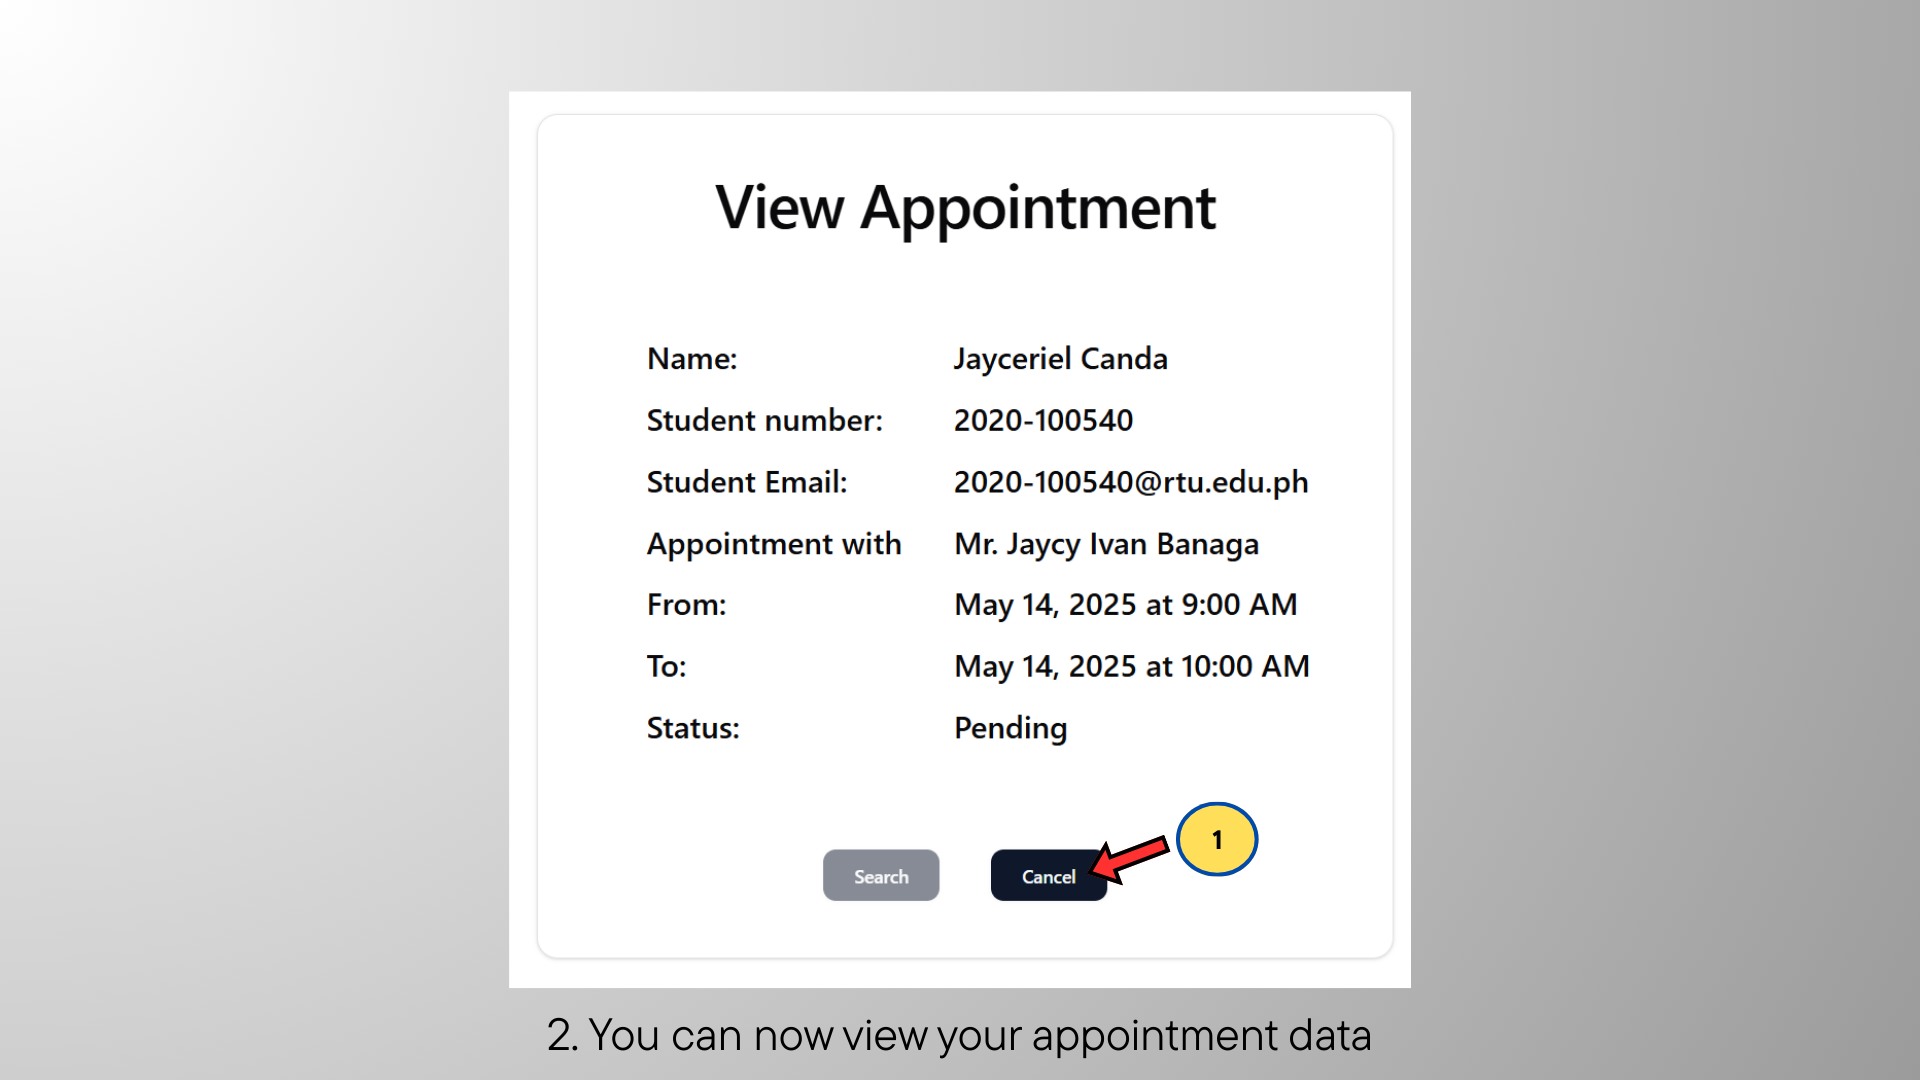 View Appointment
Name: Jayceriel Canda
Student number: 2020-100540
Student Email: 2020-100540@rtu.edu.ph
Appointment with Mr. Jaycy Ivan Banaga
From: May 14, 2025 at 9:00 AM
To: May 14, 2025 at 10:00 AM
Status: Pending
1
Search Cancel
2. You can now view your appointment data